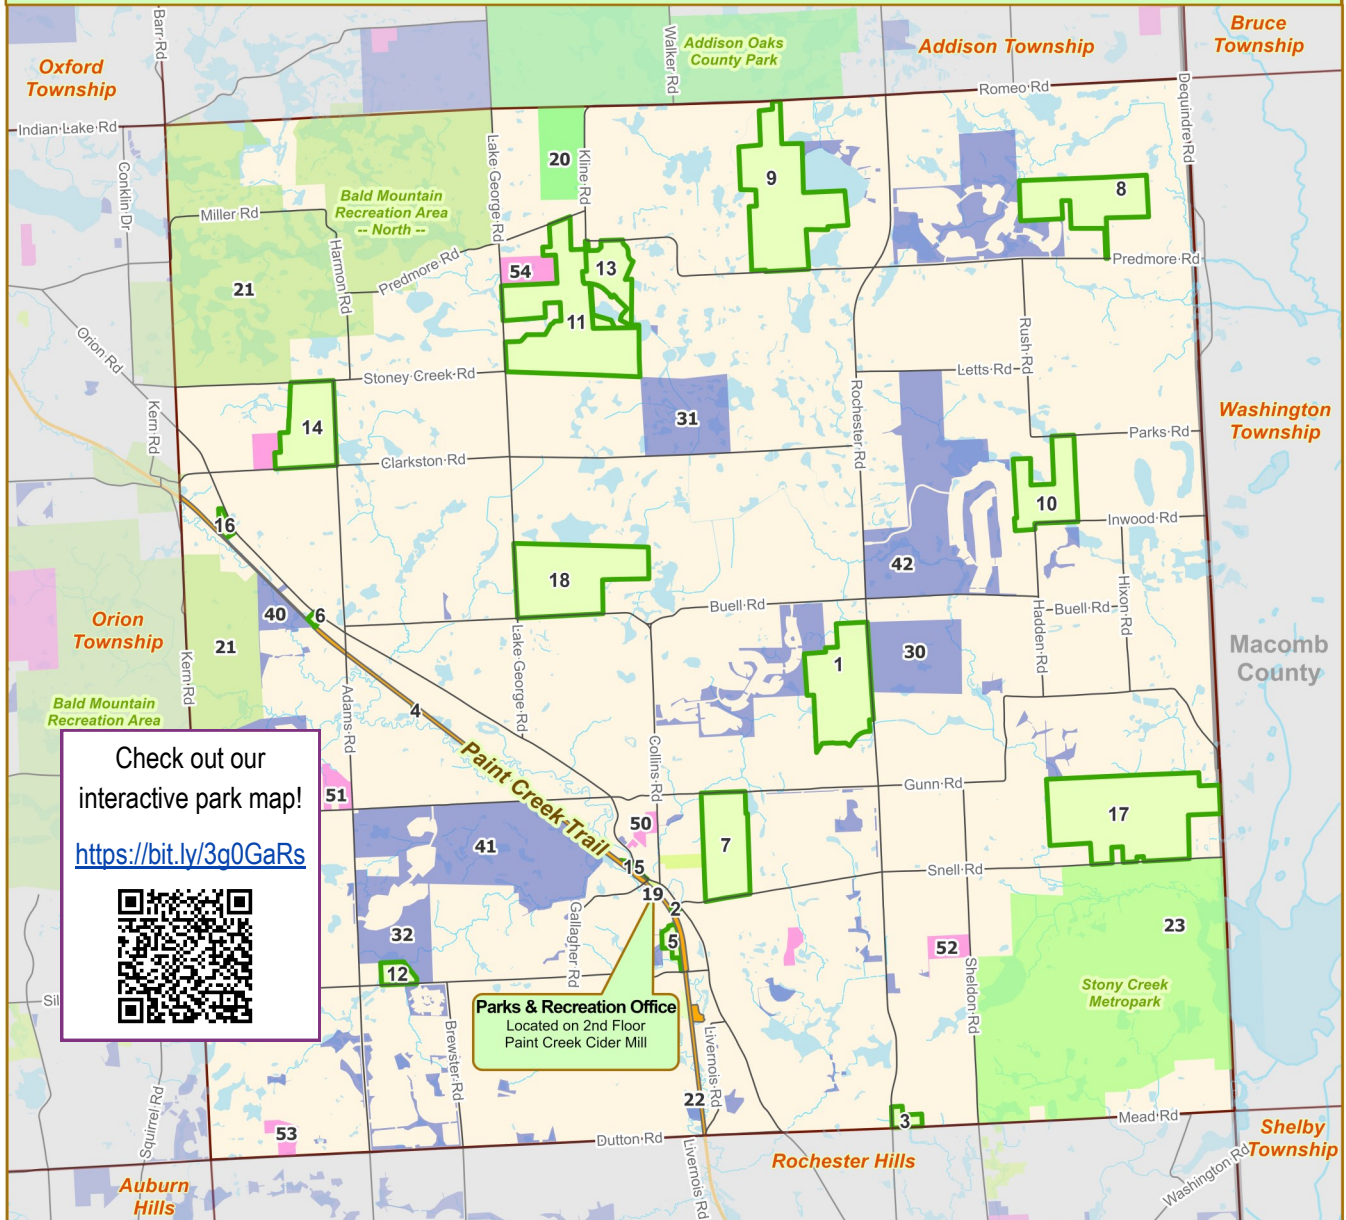 Bruce
Township
Addison Township
Addison Oaks
County Park
Walker Rd
Barr Rd
Oxford
Township
Romeo Rd
Dequindre Rd
Indian Lake Rd
Conklin Dr
Lake George Rd
20
Kline Rd
9
8
Bald Mountain
Recreation Area
-- North --
Miller Rd
Harmon Rd
Predmore Rd
54
13
Predmore Rd
21
11
Orion Rd
Rush Rd
Stoney Creek Rd
Letts Rd
Rochester Rd
Kern Rd
14
31
Washington
Township
Parks Rd
Clarkston Rd
10
16
Inwood Rd
18
42
Buell Rd
Buell Rd
Hadden Rd
Hixon Rd
40
6
Orion
Township
21
Lake George Rd
1
30
Macomb
County
Kern Rd
Adams Rd
4
Bald Mountain
Recreation Area
Collins Rd
Paint Creek Trail
Check out our
interactive park map!
https://bit.ly/3g0GaRs
51
Gunn Rd
50
17
41
7
15
Snell Rd
19
2
Gallagher Rd
32
5
52
23
12
Sheldon Rd
Stony Creek
Metropark
Sil
Parks & Recreation Office
Located on 2nd Floor
Paint Creek Cider Mill
Brewster Rd
Livernois Rd
22
3
Mead Rd
Squirrel Rd
53
Dutton Rd
Livernois Rd
Rochester Hills
Shelby
Township
Washington Rd
Auburn
Hills